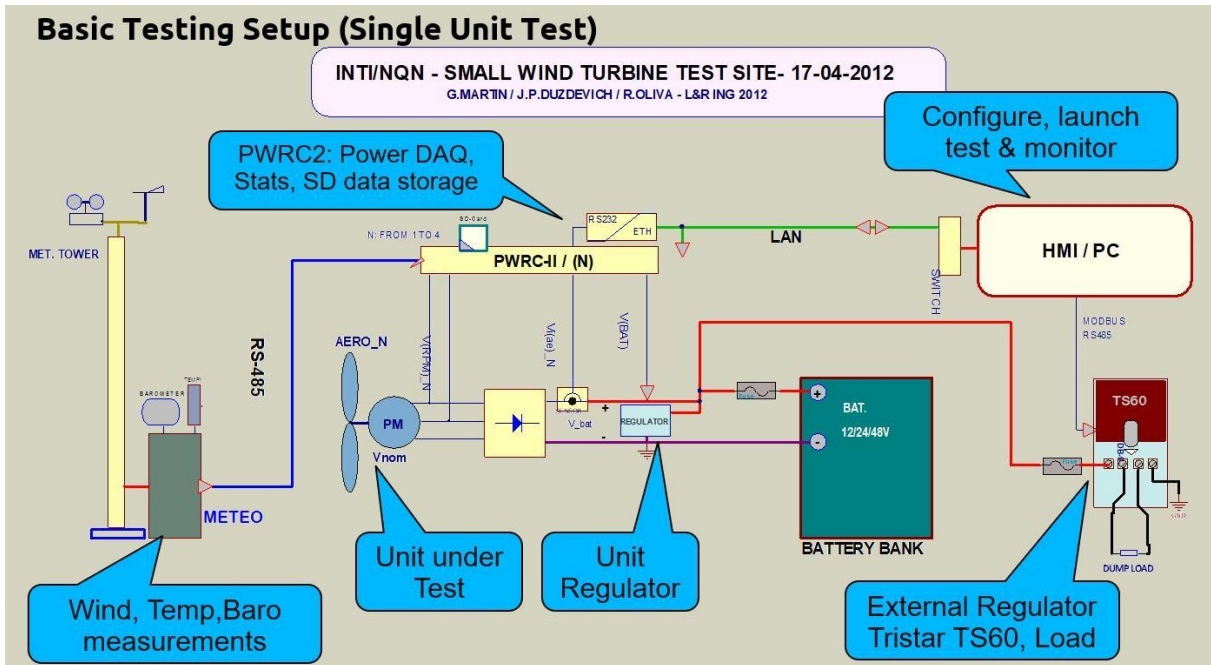 Basic Testing Setup (Single Unit Test)
INTI/NQN - SMALL WIND TURBINE TEST SITE- 17-04-2012
G.MARTIN / J.P.DUZDEVICH / R.OLIVA - L&R ING 2012
Configure, launch
test & monitor
PWRC2: Power DAQ,
Stats, SD data storage
SD-Card
N: FROM 1 TO 4
RS232
ETH
LAN
SWITCH
HMI / PC
MET. TOWER
PWRC-II / (N)
RS-485
V(RPM)_N
V(BAT)
MODBUS
RS485
AERO_N
BAROMETER
PM
Vnom
V_bat
+
-
REGULATOR
Fuse
+
-
BAT.
12/24/48V
TS60
Fuse
GND
METEO
BATTERY BANK
DUMP LOAD
Unit under
Test
Unit
Regulator
Wind, Temp,Baro
measurements
External Regulator
Tristar TS60, Load